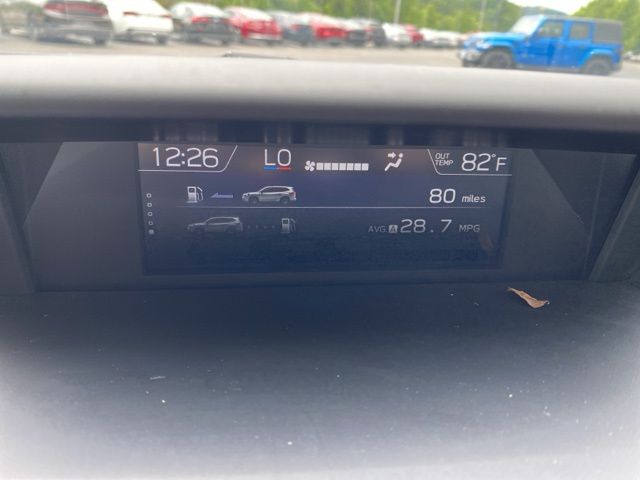 12:26 LO OUT TEMP 82°F
80 miles
AVG. A 28.7 MPG